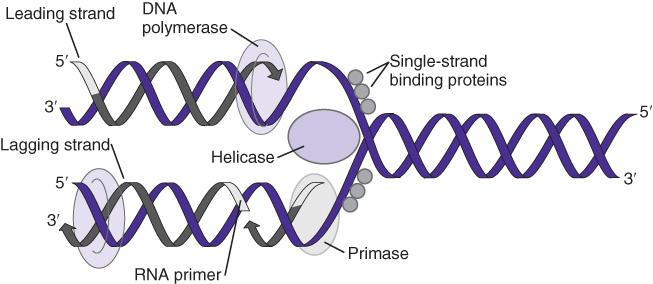 Leading strand
DNA
polymerase
5′
3′
Single-strand
binding proteins
5′
3′
Helicase
Lagging strand
5′
3′
RNA primer
Primase